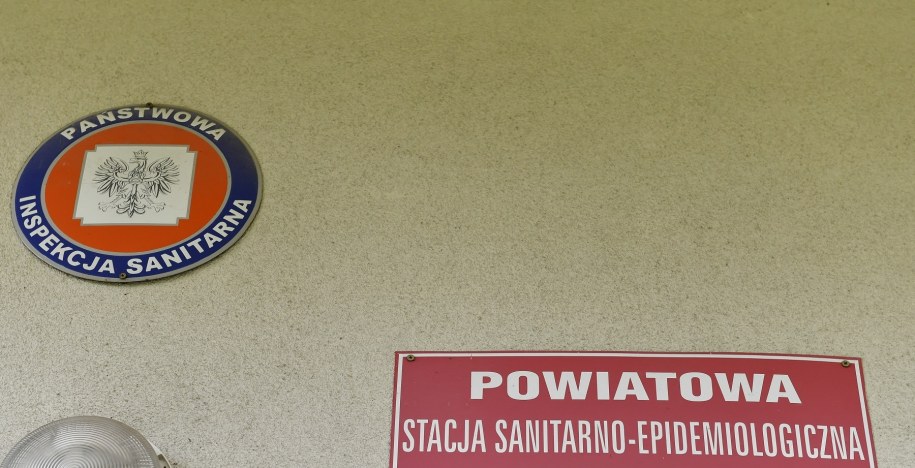 PAŃSTWOWA
INSPEKCJA SANITARNA
POWIATOWA
STACJA SANITARNO-EPIDEMIOLOGICZNA